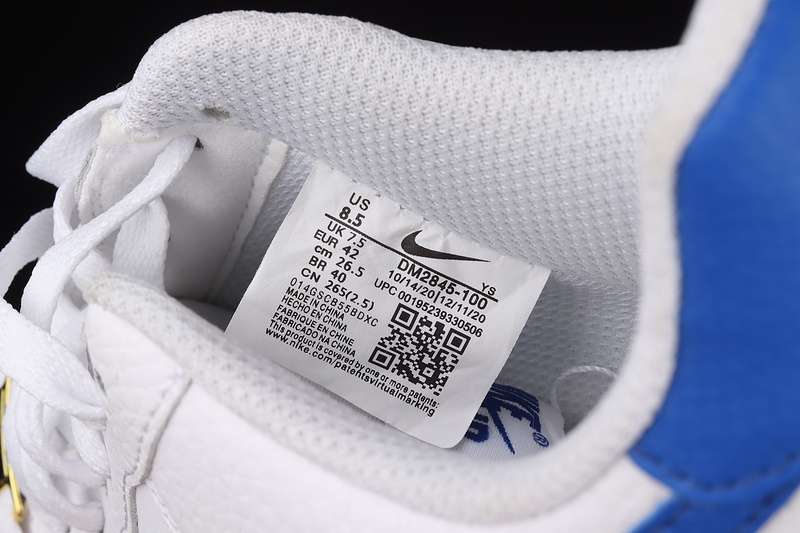 US
8.5
UK 7.5
EUR 42
cm 26.5
BR 40
CN 265(2.5)
YS
DM2845-100
10/14/20 12/11/20
UPC 00195239330506
014GSCB55BDXC
MADE IN CHINA
HECHO EN CHINA
FABRIQUE EN CHINE
FABRICADO NA CHINA
This product is covered by one or more patents:
www.nike.com/patentsvirtualmarking
NIKE
®